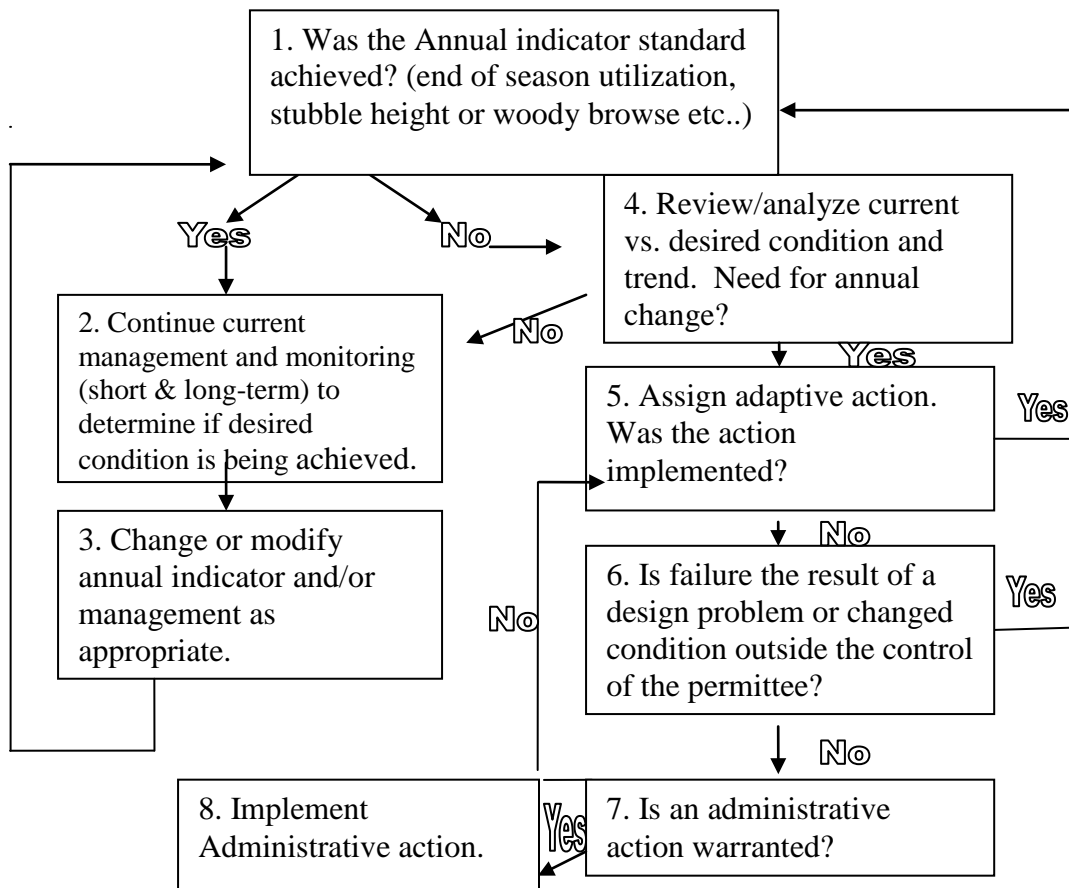 1. Was the Annual indicator standard
achieved? (end of season utilization,
stubble height or woody browse etc..)
Yes
No
4. Review/analyze current
vs. desired condition and
trend.  Need for annual
change?
No
Yes
2. Continue current
management and monitoring
(short & long-term) to
determine if desired
condition is being achieved.
5. Assign adaptive action.
Was the action
implemented?
Yes
No
3. Change or modify
annual indicator and/or
management as
appropriate.
No
6. Is failure the result of a
design problem or changed
condition outside the control
of the permittee?
Yes
No
8. Implement
Administrative action.
Yes
7. Is an administrative
action warranted?